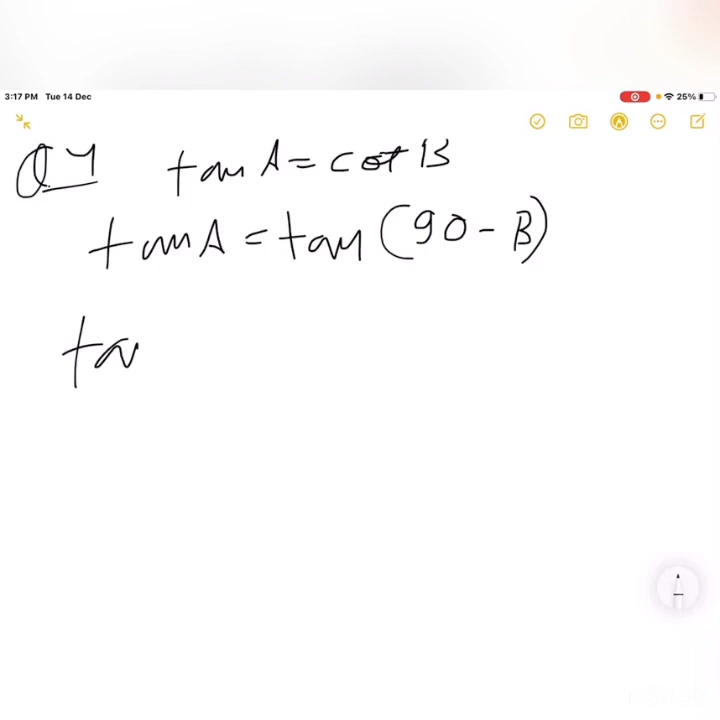 3:17 PM Tue 14 Dec 25%
Q4 tan A = cot B
tan A = tan (90 - B)
ta